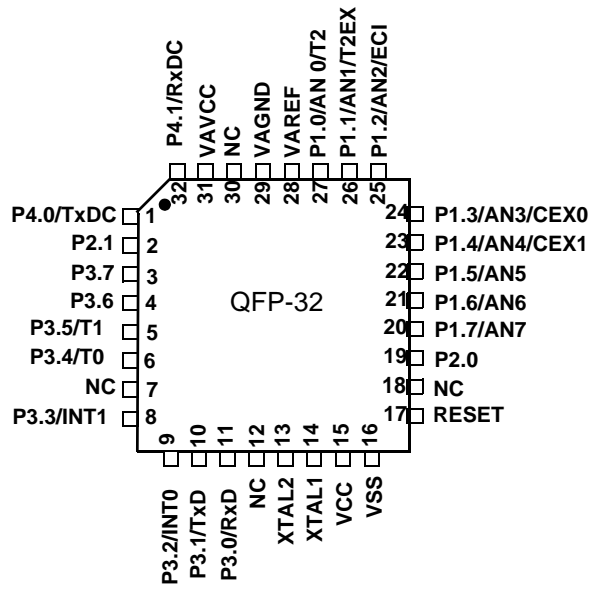 P4.1/RxDC
VAVCC
NC
VAGND
VAREF
P1.0/AN 0/T2
P1.1/AN1/T2EX
P1.2/AN2/ECI
32
31
30
29
28
27
26
25
P4.0/TxDC
1
P2.1
2
P3.7
3
P3.6
4
P3.5/T1
5
P3.4/T0
6
NC
7
P3.3/INT1
8
QFP-32
24
P1.3/AN3/CEX0
23
P1.4/AN4/CEX1
22
P1.5/AN5
21
P1.6/AN6
20
P1.7/AN7
19
P2.0
18
NC
17
RESET
9
10
11
12
13
14
15
16
P3.2/INT0
P3.1/TxD
P3.0/RxD
NC
XTAL2
XTAL1
VCC
VSS